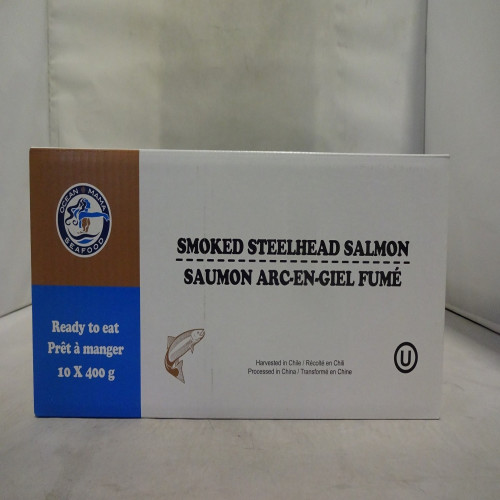 OCEAN MAMA
SEAFOOD
SMOKED STEELHEAD SALMON
SAUMON ARC-EN-GIEL FUMÉ
Ready to eat
Prêt à manger
10 X 400 g
Harvested in Chile / Récolté en Chili
Processed in China / Transformé en Chine
U